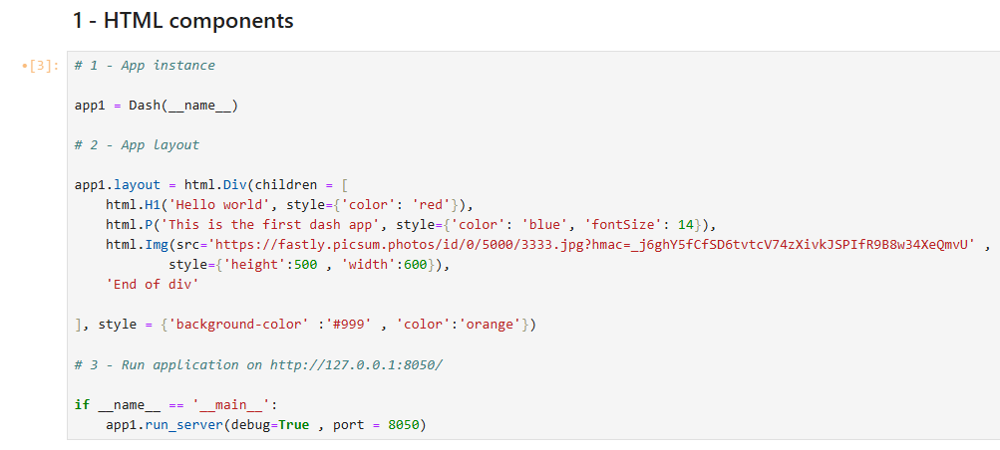 1 - HTML components
•[3]:
# 1 - App instance
app1 = Dash(__name__)
# 2 - App layout
app1.layout = html.Div(children = [
    html.H1('Hello world', style={'color': 'red'}),
    html.P('This is the first dash app', style={'color': 'blue', 'fontSize': 14}),
    html.Img(src='https://fastly.picsum.photos/id/0/5000/3333.jpg?hmac=_j6ghY5fCfSD6tvtcV74zXivkJSPIfR9B8w34XeQmvU' ,
            style={'height':500 , 'width':600}),
    'End of div'
], style = {'background-color' :'#999' , 'color':'orange'})
# 3 - Run application on http://127.0.0.1:8050/
if __name__ == '__main__':
    app1.run_server(debug=True , port = 8050)